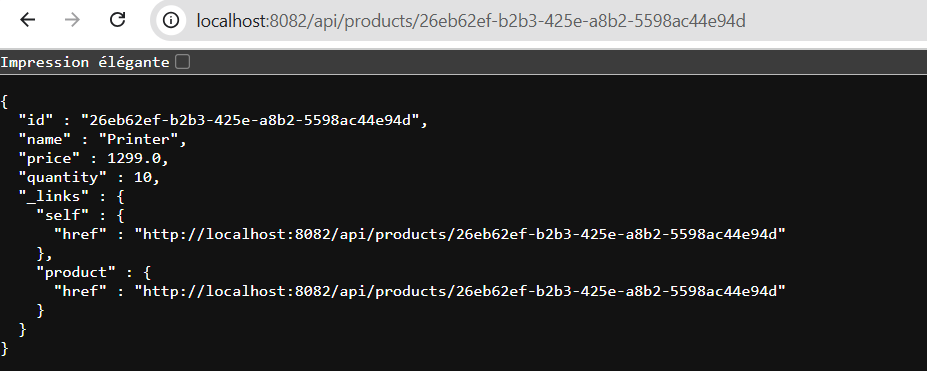 localhost:8082/api/products/26eb62ef-b2b3-425e-a8b2-5598ac44e94d
Impression élégante
{
  "id" : "26eb62ef-b2b3-425e-a8b2-5598ac44e94d",
  "name" : "Printer",
  "price" : 1299.0,
  "quantity" : 10,
  "_links" : {
    "self" : {
      "href" : "http://localhost:8082/api/products/26eb62ef-b2b3-425e-a8b2-5598ac44e94d"
    },
    "product" : {
      "href" : "http://localhost:8082/api/products/26eb62ef-b2b3-425e-a8b2-5598ac44e94d"
    }
  }
}